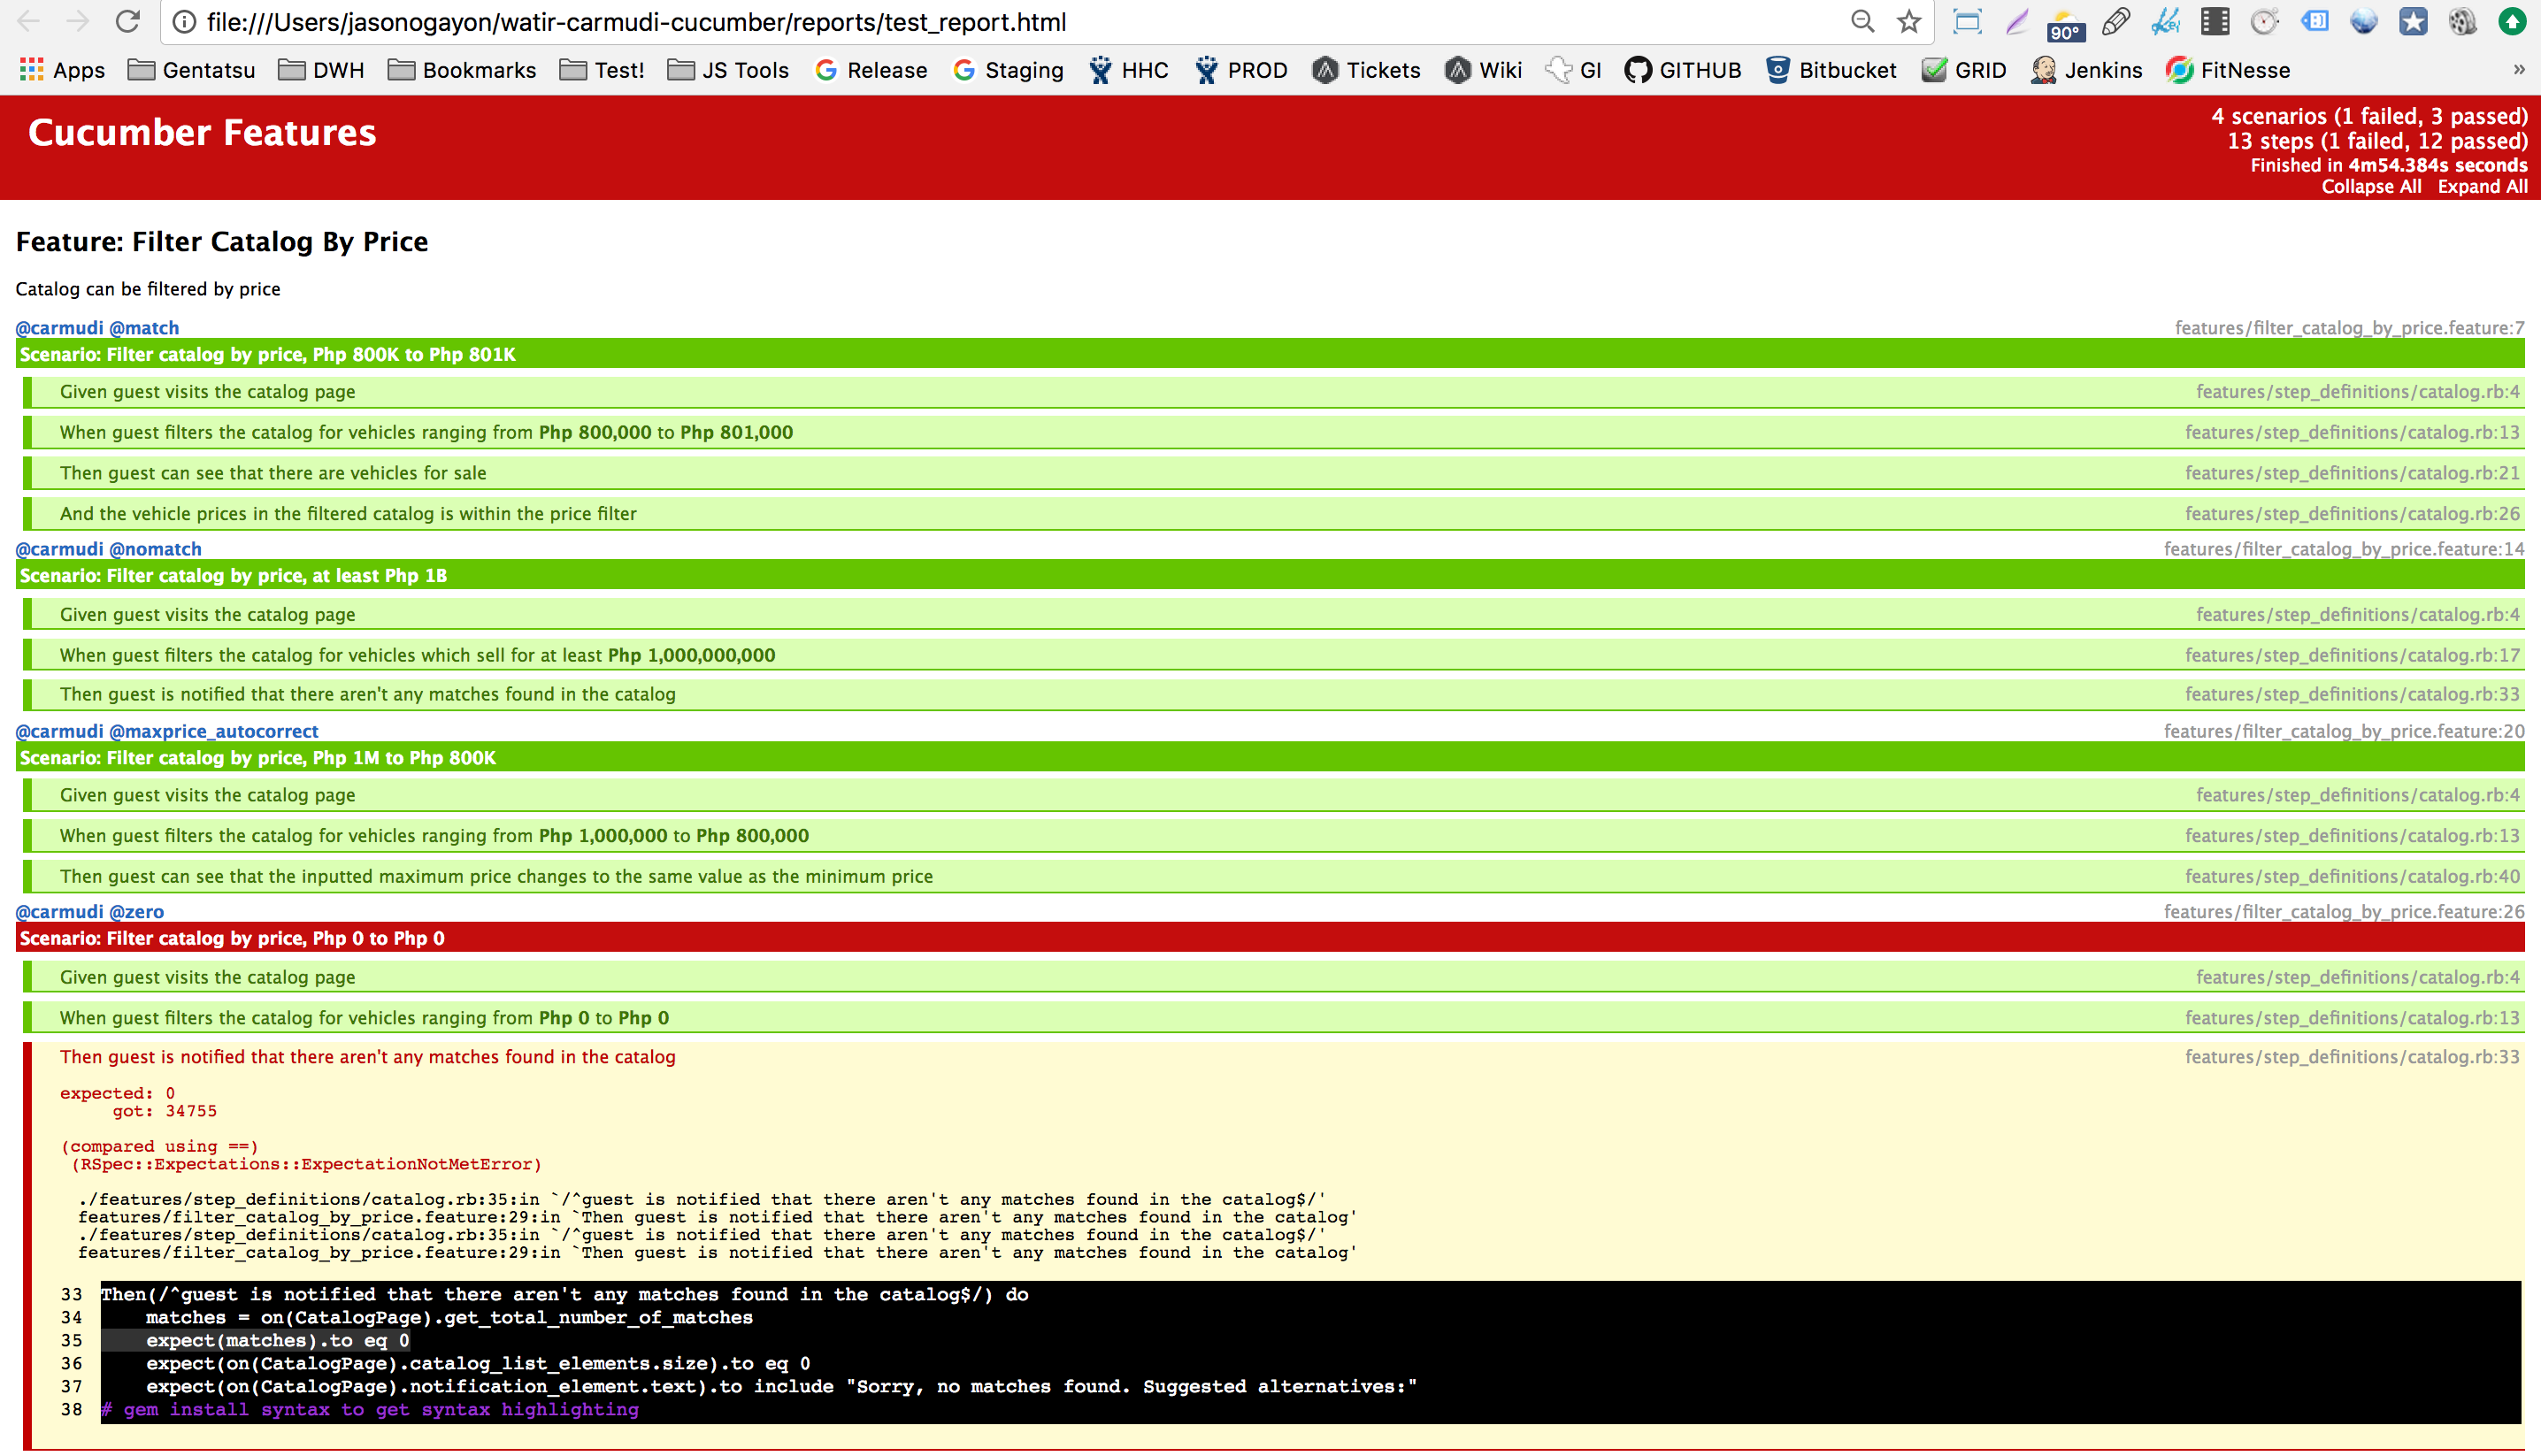 file:///Users/jasonogayon/watir-carmudi-cucumber/reports/test_report.html
90°
Apps Gentatsu DWH Bookmarks Test! JS Tools Release Staging HHC PROD Tickets Wiki GI GITHUB Bitbucket GRID Jenkins FitNesse »
Cucumber Features
4 scenarios (1 failed, 3 passed)
13 steps (1 failed, 12 passed)
Finished in 4m54.384s seconds
Collapse All Expand All
Feature: Filter Catalog By Price
Catalog can be filtered by price
@carmudi @match features/filter_catalog_by_price.feature:7
Scenario: Filter catalog by price, Php 800K to Php 801K
Given guest visits the catalog page features/step_definitions/catalog.rb:4
When guest filters the catalog for vehicles ranging from Php 800,000 to Php 801,000 features/step_definitions/catalog.rb:13
Then guest can see that there are vehicles for sale features/step_definitions/catalog.rb:21
And the vehicle prices in the filtered catalog is within the price filter features/step_definitions/catalog.rb:26
@carmudi @nomatch features/filter_catalog_by_price.feature:14
Scenario: Filter catalog by price, at least Php 1B
Given guest visits the catalog page features/step_definitions/catalog.rb:4
When guest filters the catalog for vehicles which sell for at least Php 1,000,000,000 features/step_definitions/catalog.rb:17
Then guest is notified that there aren't any matches found in the catalog features/step_definitions/catalog.rb:33
@carmudi @maxprice_autocorrect features/filter_catalog_by_price.feature:20
Scenario: Filter catalog by price, Php 1M to Php 800K
Given guest visits the catalog page features/step_definitions/catalog.rb:4
When guest filters the catalog for vehicles ranging from Php 1,000,000 to Php 800,000 features/step_definitions/catalog.rb:13
Then guest can see that the inputted maximum price changes to the same value as the minimum price features/step_definitions/catalog.rb:40
@carmudi @zero features/filter_catalog_by_price.feature:26
Scenario: Filter catalog by price, Php 0 to Php 0
Given guest visits the catalog page features/step_definitions/catalog.rb:4
When guest filters the catalog for vehicles ranging from Php 0 to Php 0 features/step_definitions/catalog.rb:13
Then guest is notified that there aren't any matches found in the catalog features/step_definitions/catalog.rb:33
expected: 0
got: 34755
(compared using ==)
(RSpec::Expectations::ExpectationNotMetError)
./features/step_definitions/catalog.rb:35:in `/^guest is notified that there aren't any matches found in the catalog$/'
features/filter_catalog_by_price.feature:29:in `Then guest is notified that there aren't any matches found in the catalog'
./features/step_definitions/catalog.rb:35:in `/^guest is notified that there aren't any matches found in the catalog$/'
features/filter_catalog_by_price.feature:29:in `Then guest is notified that there aren't any matches found in the catalog'
33 Then(/^guest is notified that there aren't any matches found in the catalog$/) do
34 matches = on(CatalogPage).get_total_number_of_matches
35 expect(matches).to eq 0
36 expect(on(CatalogPage).catalog_list_elements.size).to eq 0
37 expect(on(CatalogPage).notification_element.text).to include "Sorry, no matches found. Suggested alternatives:"
38 # gem install syntax to get syntax highlighting